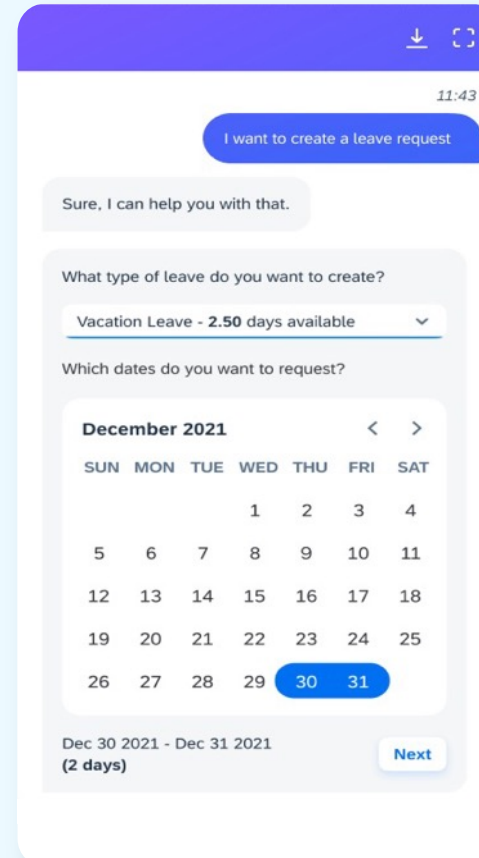 11:43
I want to create a leave request
Sure, I can help you with that.
What type of leave do you want to create?
Vacation Leave - 2.50 days available
Which dates do you want to request?
December 2021
SUN MON TUE WED THU FRI SAT
1 2 3 4
5 6 7 8 9 10 11
12 13 14 15 16 17 18
19 20 21 22 23 24 25
26 27 28 29 30 31
Dec 30 2021 - Dec 31 2021
(2 days)
Next